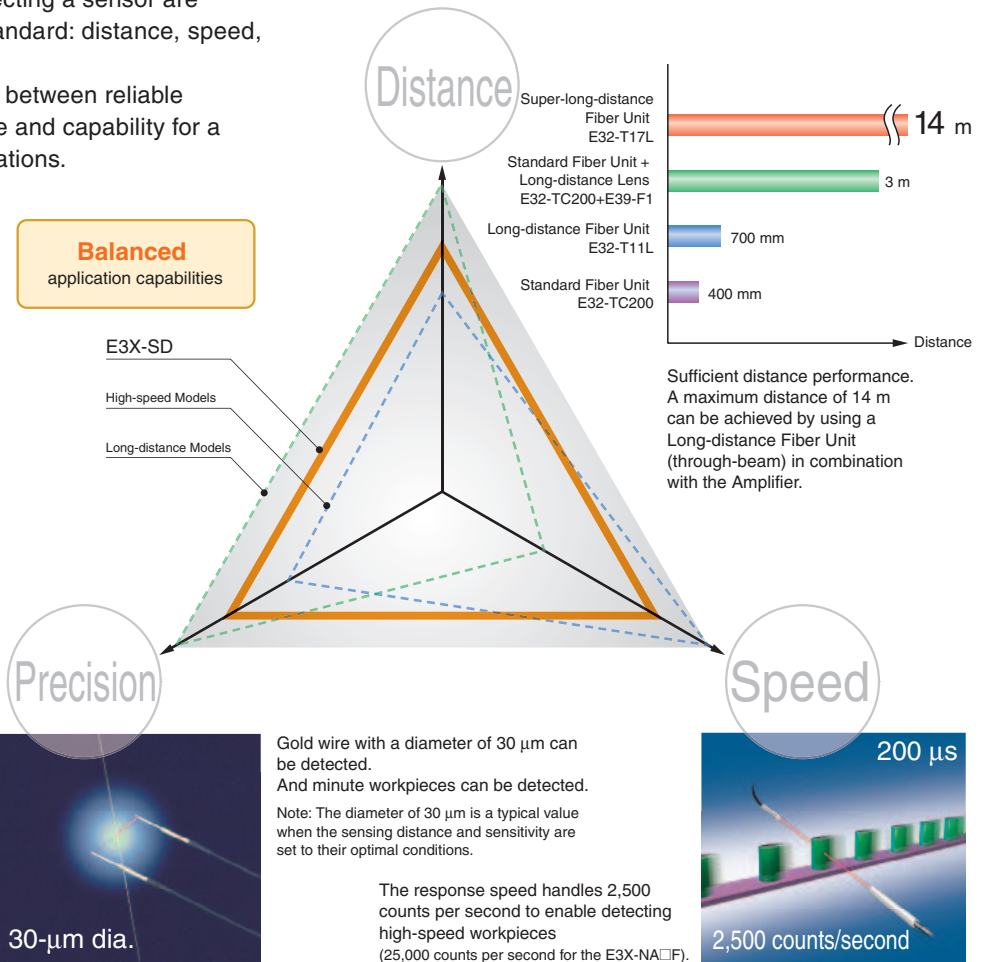 ecting a sensor are
andard: distance, speed,
between reliable
e and capability for a
ations.
Distance
Super-long-distance
Fiber Unit
E32-T17L
14 m
Standard Fiber Unit +
Long-distance Lens
E32-TC200+E39-F1
3 m
Long-distance Fiber Unit
E32-T11L
700 mm
Standard Fiber Unit
E32-TC200
400 mm
Distance
Balanced
application capabilities
E3X-SD
High-speed Models
Long-distance Models
Sufficient distance performance.
A maximum distance of 14 m
can be achieved by using a
Long-distance Fiber Unit
(through-beam) in combination
with the Amplifier.
Precision
Speed
30-μm dia.
Gold wire with a diameter of 30 μm can
be detected.
And minute workpieces can be detected.
Note: The diameter of 30 μm is a typical value
when the sensing distance and sensitivity are
set to their optimal conditions.
The response speed handles 2,500
counts per second to enable detecting
high-speed workpieces
(25,000 counts per second for the E3X-NA□F).
200 μs
2,500 counts/second